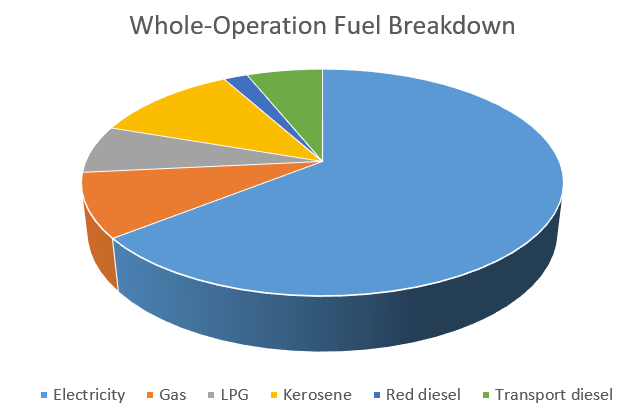 Whole-Operation Fuel Breakdown
Electricity Gas LPG Kerosene Red diesel Transport diesel